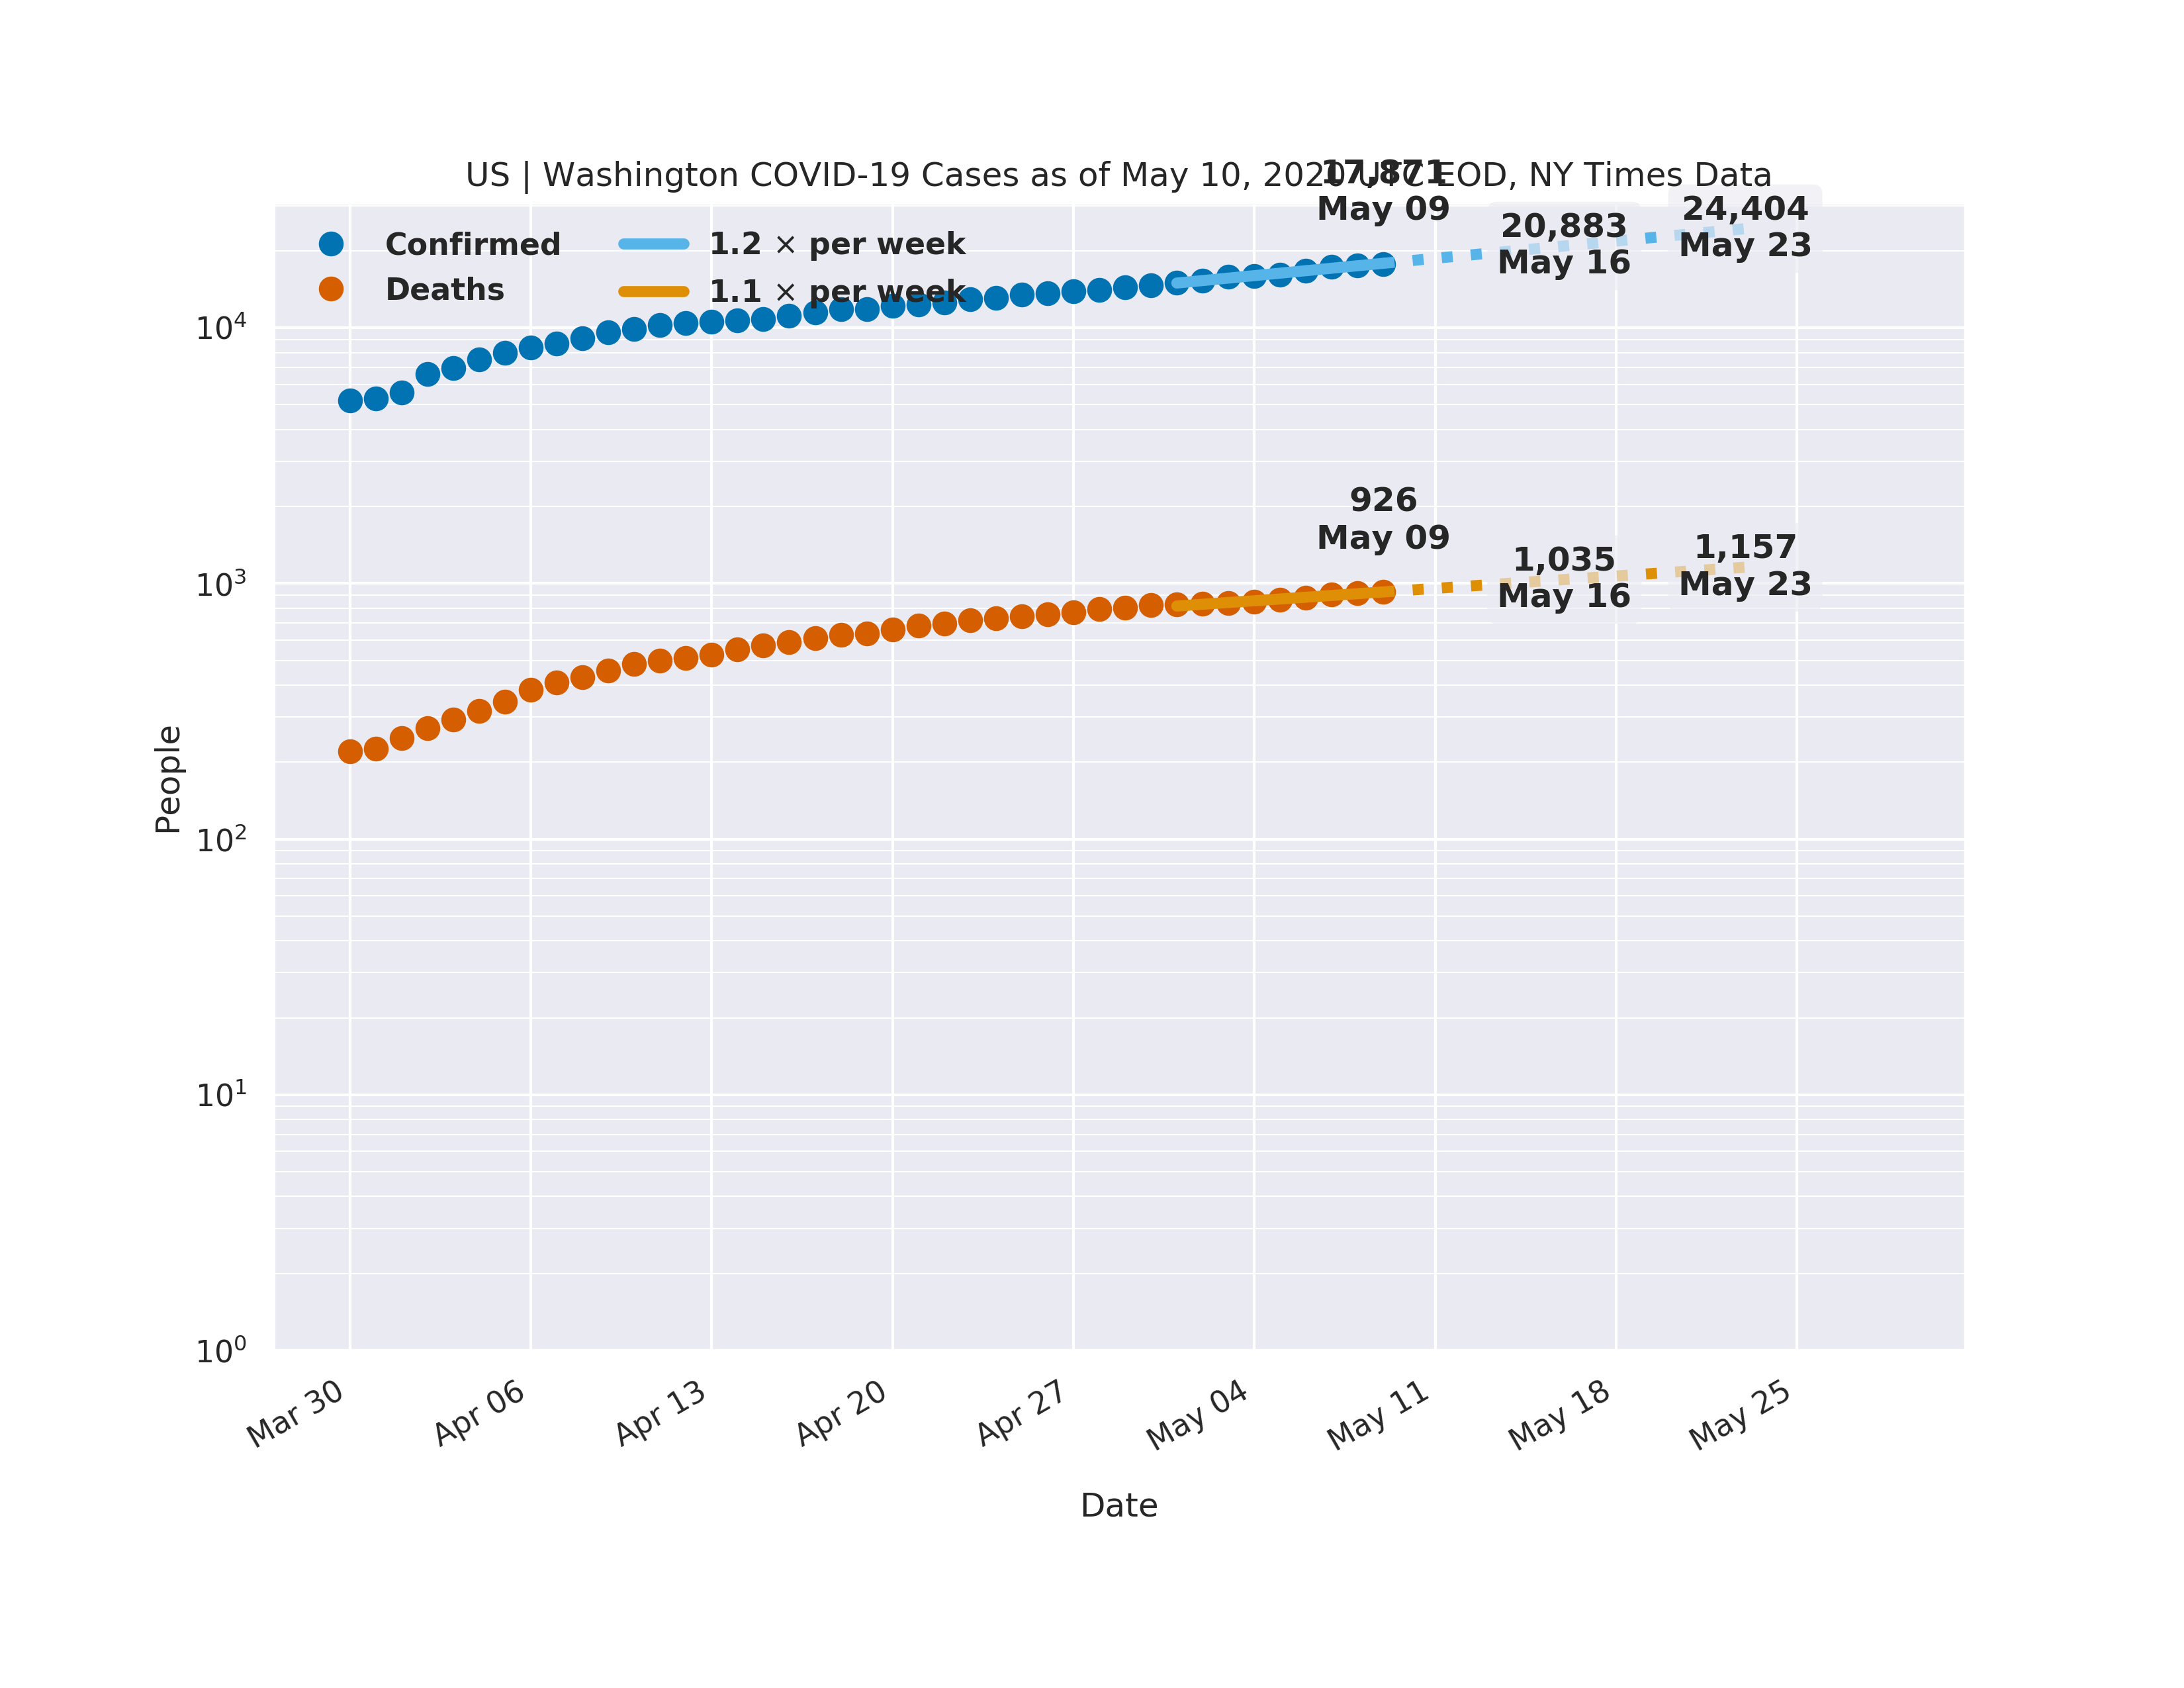 US | Washington COVID-19 Cases as of May 10, 2020 UTC EOD, NY Times Data
17,871
May 09
20,883
May 16
24,404
May 23
Confirmed
Deaths
1.2 × per week
1.1 × per week
926
May 09
1,035
May 16
1,157
May 23
People
10⁴
10³
10²
10¹
10⁰
Mar 30
Apr 06
Apr 13
Apr 20
Apr 27
May 04
May 11
May 18
May 25
Date